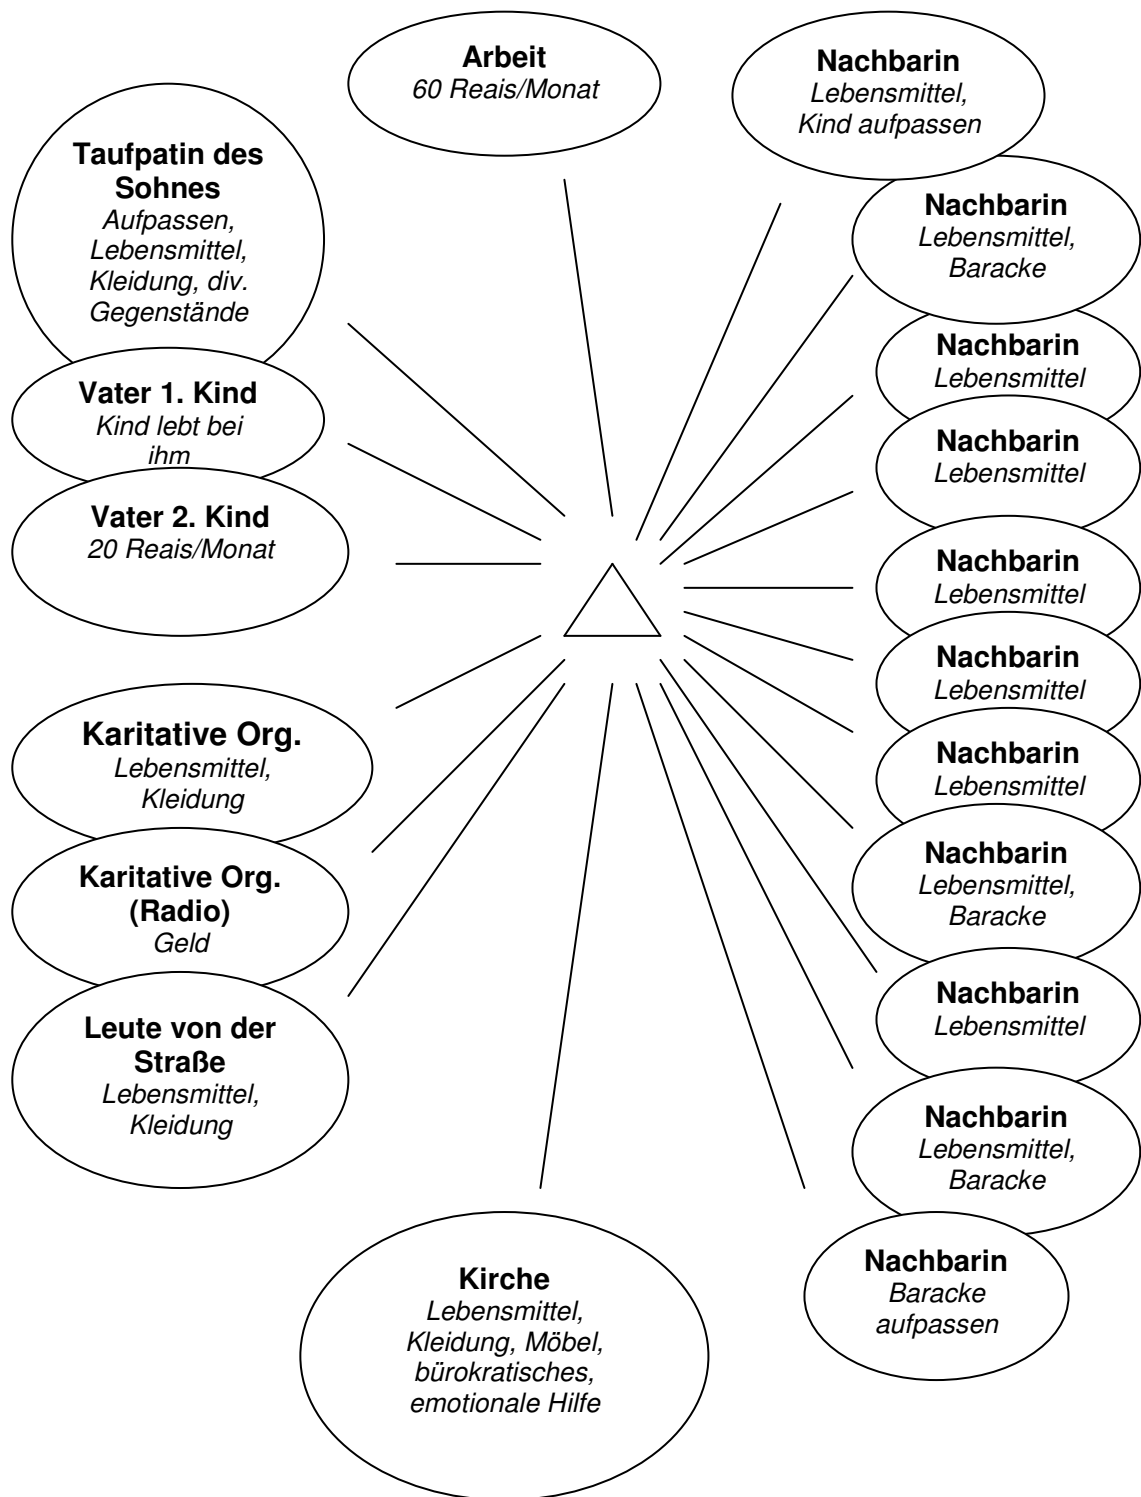 Arbeit
60 Reais/Monat
Nachbarin
Lebensmittel,
Kind aufpassen
Taufpatin des
Sohnes
Aufpassen,
Lebensmittel,
Kleidung, div.
Gegenstände
Nachbarin
Lebensmittel,
Baracke
Nachbarin
Lebensmittel
Vater 1. Kind
Kind lebt bei
ihm
Nachbarin
Lebensmittel
Vater 2. Kind
20 Reais/Monat
Nachbarin
Lebensmittel
Nachbarin
Lebensmittel
Karitative Org.
Lebensmittel,
Kleidung
Nachbarin
Lebensmittel
Karitative Org.
(Radio)
Geld
Nachbarin
Lebensmittel,
Baracke
Leute von der
Straße
Lebensmittel,
Kleidung
Nachbarin
Lebensmittel
Nachbarin
Lebensmittel,
Baracke
Kirche
Lebensmittel,
Kleidung, Möbel,
bürokratisches,
emotionale Hilfe
Nachbarin
Baracke
aufpassen